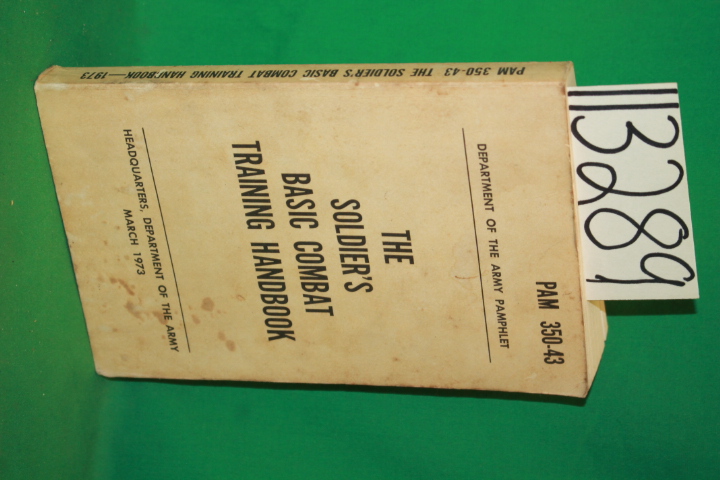 PAM 350-43
DEPARTMENT OF THE ARMY PAMPHLET
THE
SOLDIER'S
BASIC COMBAT
TRAINING HANDBOOK
HEADQUARTERS, DEPARTMENT OF THE ARMY
MARCH 1973
PAM 350-43 THE SOLDIER'S BASIC COMBAT TRAINING HANDBOOK—1973
3289